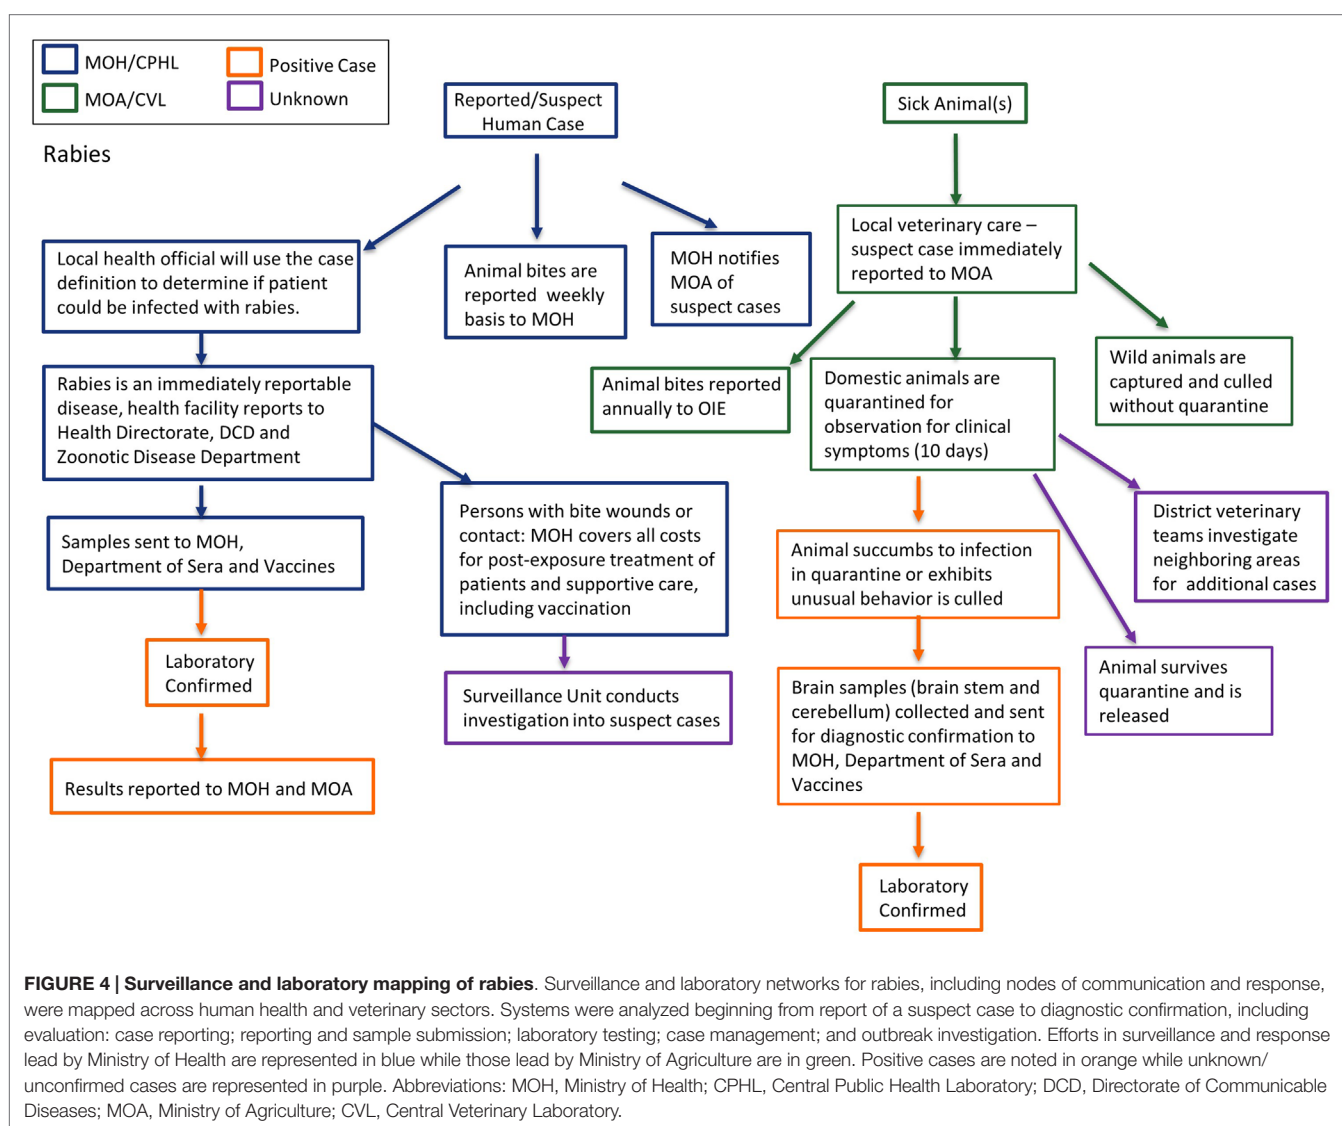 MOH/CPHL
Positive Case
MOA/CVL
Unknown
Rabies
Reported/Suspect
Human Case
Sick Animal(s)
Local health official will use the case
definition to determine if patient
could be infected with rabies.
Animal bites are
reported weekly
basis to MOH
MOH notifies
MOA of
suspect cases
Local veterinary care –
suspect case immediately
reported to MOA
Rabies is an immediately reportable
disease, health facility reports to
Health Directorate, DCD and
Zoonotic Disease Department
Animal bites reported
annually to OIE
Domestic animals are
quarantined for
observation for clinical
symptoms (10 days)
Wild animals are
captured and culled
without quarantine
Samples sent to MOH,
Department of Sera and Vaccines
Persons with bite wounds or
contact: MOH covers all costs
for post-exposure treatment of
patients and supportive care,
including vaccination
Animal succumbs to infection
in quarantine or exhibits
unusual behavior is culled
District veterinary
teams investigate
neighboring areas
for additional cases
Laboratory
Confirmed
Surveillance Unit conducts
investigation into suspect cases
Brain samples (brain stem and
cerebellum) collected and sent
for diagnostic confirmation to
MOH, Department of Sera and
Vaccines
Animal survives
quarantine and is
released
Results reported to MOH and MOA
Laboratory
Confirmed
FIGURE 4 | Surveillance and laboratory mapping of rabies. Surveillance and laboratory networks for rabies, including nodes of communication and response,
were mapped across human health and veterinary sectors. Systems were analyzed beginning from report of a suspect case to diagnostic confirmation, including
evaluation: case reporting; reporting and sample submission; laboratory testing; case management; and outbreak investigation. Efforts in surveillance and response
lead by Ministry of Health are represented in blue while those lead by Ministry of Agriculture are in green. Positive cases are noted in orange while unknown/
unconfirmed cases are represented in purple. Abbreviations: MOH, Ministry of Health; CPHL, Central Public Health Laboratory; DCD, Directorate of Communicable
Diseases; MOA, Ministry of Agriculture; CVL, Central Veterinary Laboratory.